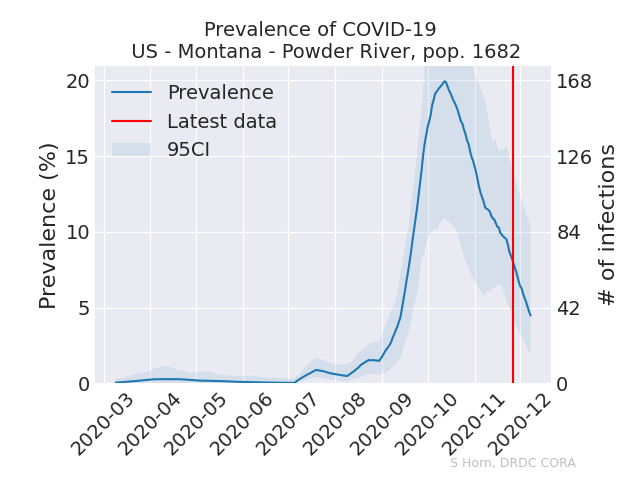 Prevalence of COVID-19
US - Montana - Powder River, pop. 1682
Prevalence
Latest data
95CI
Prevalence (%)
20
15
10
5
0
168
126
84
42
0
# of infections
2020-03
2020-04
2020-05
2020-06
2020-07
2020-08
2020-09
2020-10
2020-11
2020-12
S Horn, DRDC CORA